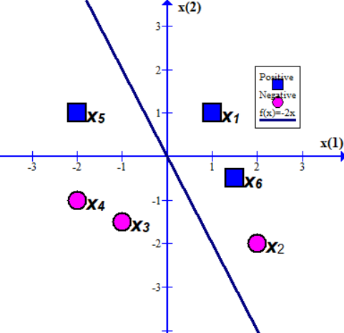 x(2)
3
2
Positive
Negative
f(x)=-2x
1
x5
x1
x(1)
-3
-2
-1
1
2
3
x6
-1
x4
x3
-2
x2
-3